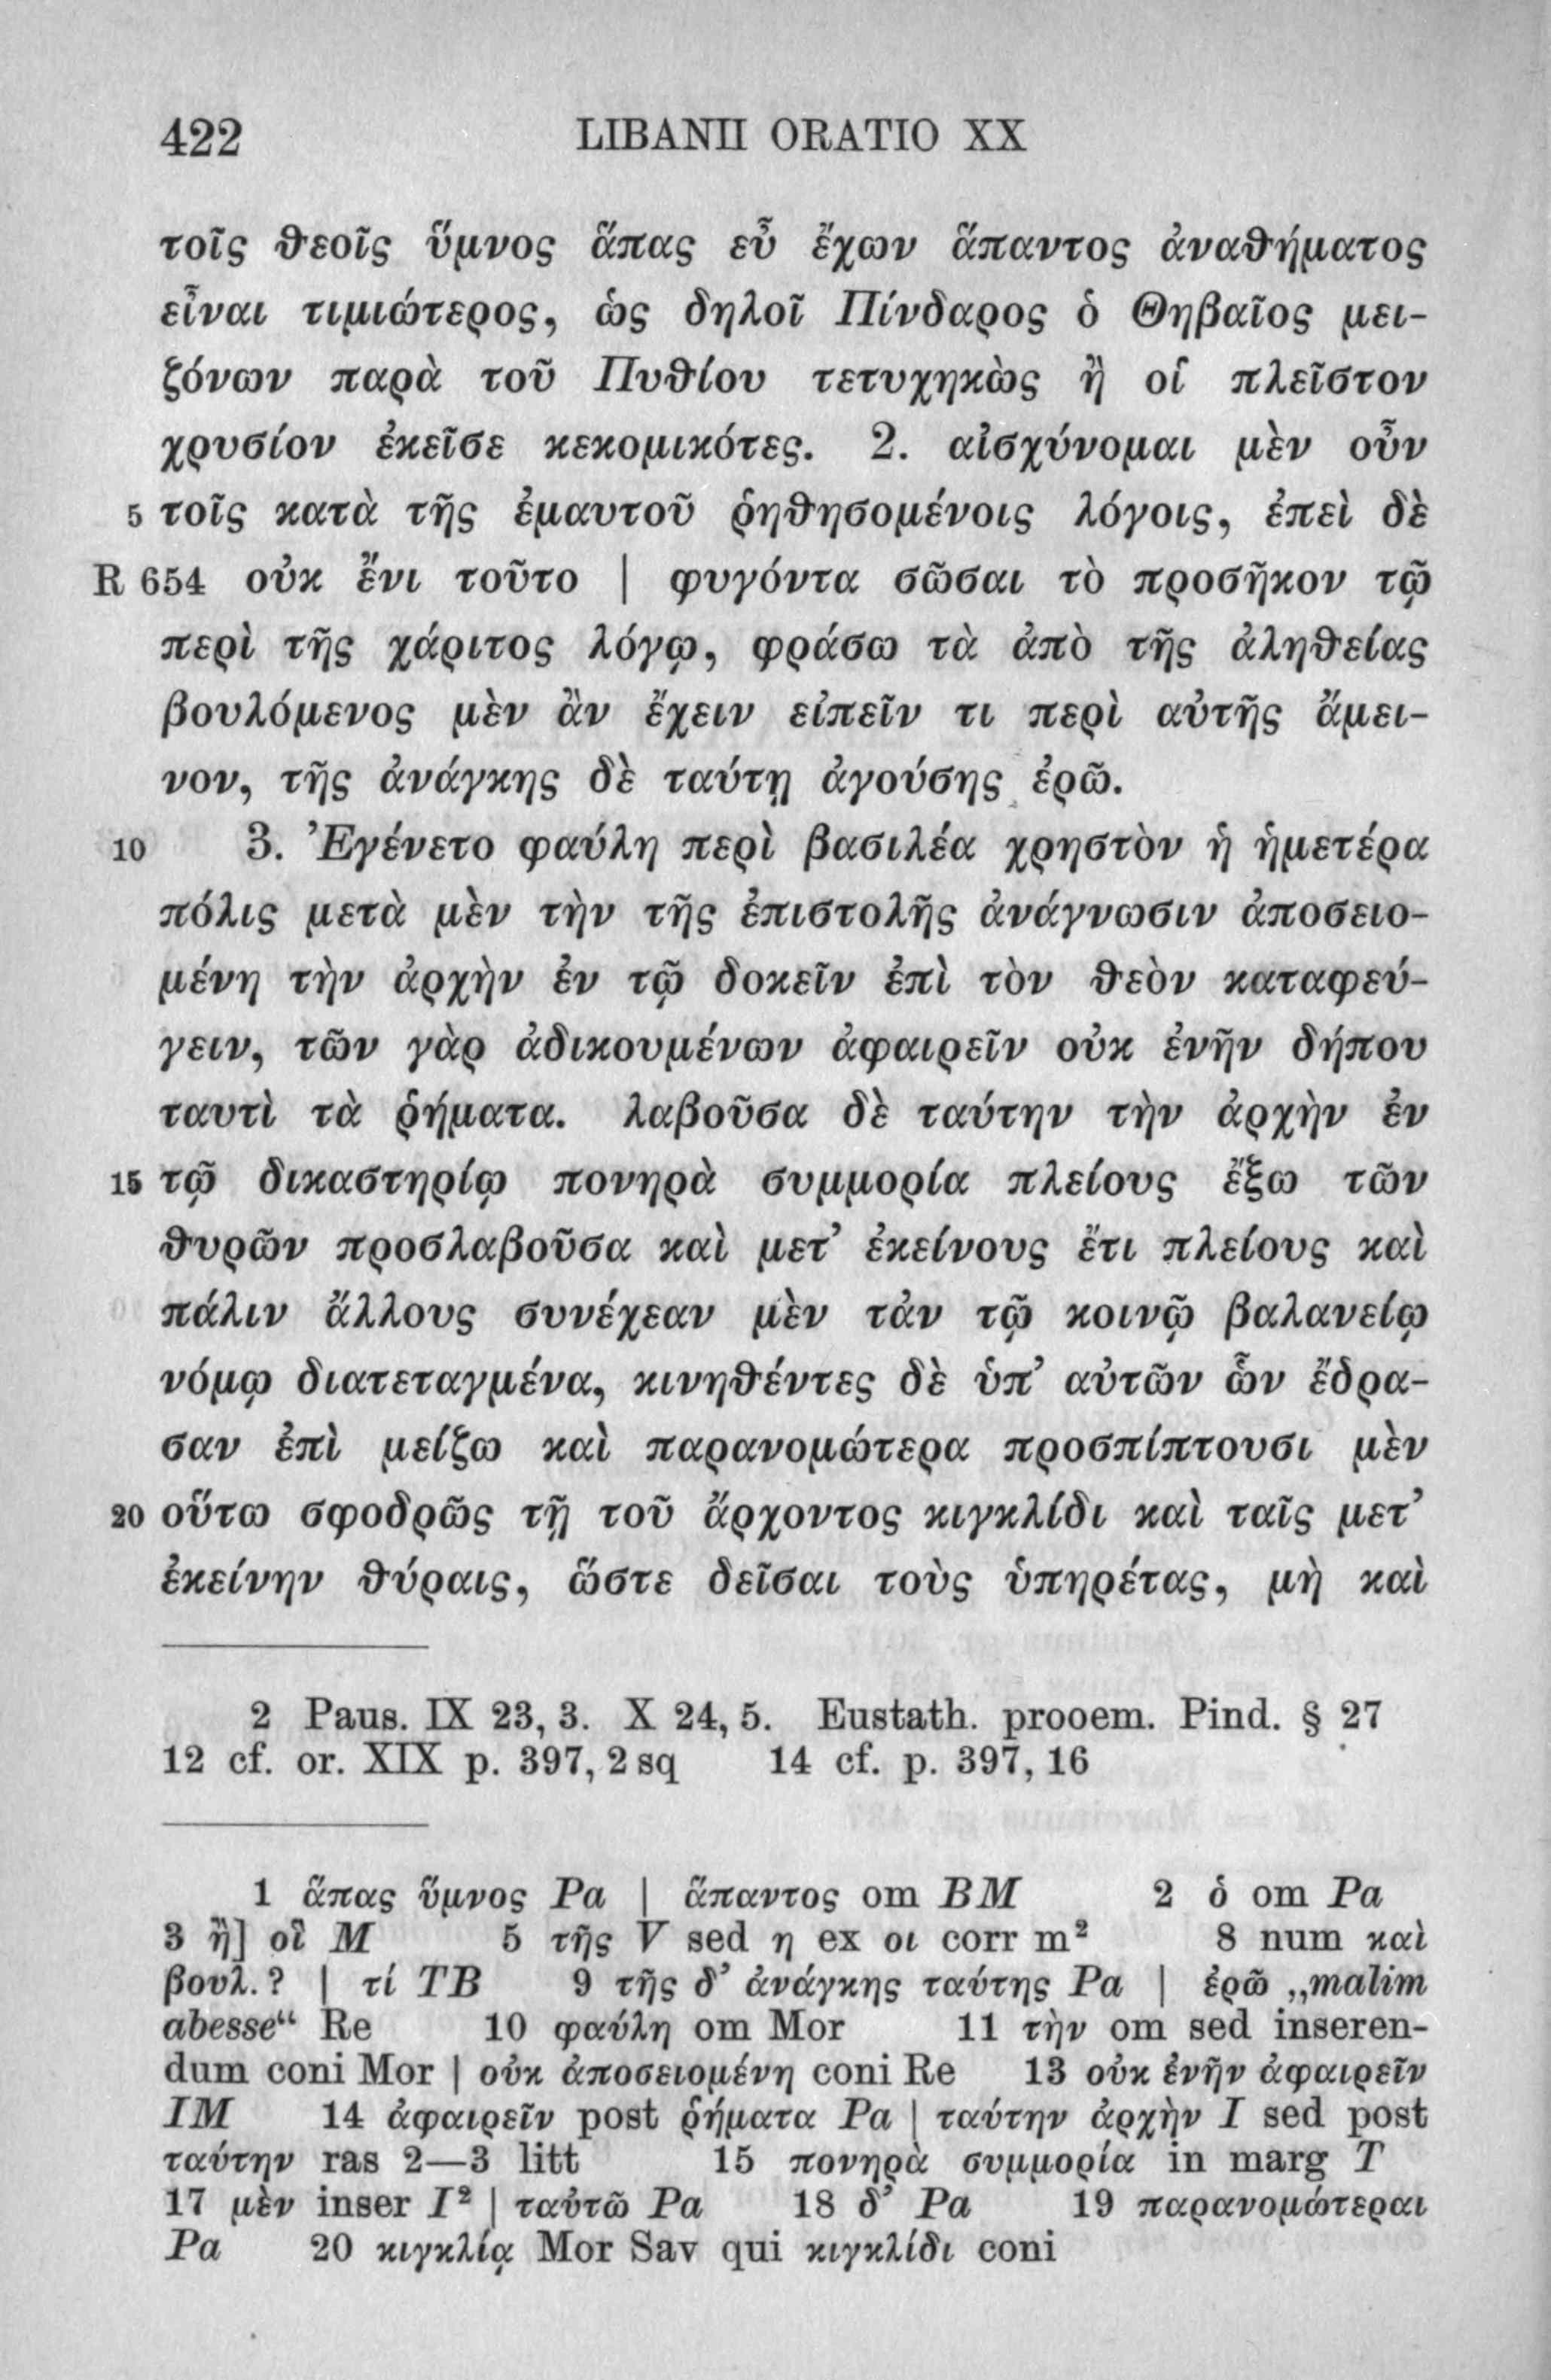 422 LIBANII ORATIO XX
τοῖς θεοῖς ὕμνος ἅπας εὖ ἔχων ἅπαντος ἀναθήματος
εἶναι τιμιώτερος, ὡς δηλοῖ Πίνδαρος ὁ Θηβαῖος μει-
ζόνων παρὰ τοῦ Πυθίου τετυχηκὼς ἢ οἱ πλεῖστον
χρυσίον ἐκεῖσε κεκομικότες. 2. αἰσχύνομαι μὲν οὖν
5 τοῖς κατὰ τῆς ἐμαυτοῦ ῥηθησομένοις λόγοις, ἐπεὶ δὲ
R 654 οὐκ ἔνι τοῦτο | φυγόντα σῶσαι τὸ προσῆκον τῷ
περὶ τῆς χάριτος λόγῳ, φράσω τὰ ἀπὸ τῆς ἀληθείας
βουλόμενος μὲν ἂν ἔχειν εἰπεῖν τι περὶ αὐτῆς ἄμει-
νον, τῆς ἀνάγκης δὲ ταύτῃ ἀγούσης ἐρῶ.
10 3. Ἐγένετο φαύλη περὶ βασιλέα χρηστὸν ἡ ἡμετέρα
πόλις μετὰ μὲν τὴν τῆς ἐπιστολῆς ἀνάγνωσιν ἀποσειο-
μένη τὴν ἀρχὴν ἐν τῷ δοκεῖν ἐπὶ τὸν θεὸν καταφεύ-
γειν, τῶν γὰρ ἀδικουμένων ἀφαιρεῖν οὐκ ἐνῆν δήπου
ταυτὶ τὰ ῥήματα. λαβοῦσα δὲ ταύτην τὴν ἀρχὴν ἐν
15 τῷ δικαστηρίῳ πονηρὰ συμμορία πλείους ἔξω τῶν
θυρῶν προσλαβοῦσα καὶ μετ’ ἐκείνους ἔτι πλείους καὶ
πάλιν ἄλλους συνέχεαν μὲν τἀν τῷ κοινῷ βαλανείῳ
νόμῳ διατεταγμένα, κινηθέντες δὲ ὑπ’ αὐτῶν ὧν ἔδρα-
σαν ἐπὶ μείζω καὶ παρανομώτερα προσπίπτουσι μὲν
20 οὕτω σφοδρῶς τῇ τοῦ ἄρχοντος κιγκλίδι καὶ ταῖς μετ’
ἐκείνην θύραις, ὥστε δεῖσαι τοὺς ὑπηρέτας, μὴ καὶ
2 Paus. IX 23, 3. X 24, 5. Eustath. prooem. Pind. § 27
12 cf. or. XIX p. 397, 2 sq 14 cf. p. 397, 16
1 ἅπας ὕμνος Pa | ἅπαντος om BM 2 ὁ om Pa
3 ἢ] οἳ M 5 τῆς V sed η ex οι corr m² 8 num καὶ
βουλ.? | τί TB 9 τῆς δ’ ἀνάγκης ταύτης Pa | ἐρῶ „malim
abesse“ Re 10 φαύλη om Mor 11 τὴν om sed inseren-
dum coni Mor | οὐκ ἀποσειομένη coni Re 13 οὐκ ἐνῆν ἀφαιρεῖν
IM 14 ἀφαιρεῖν post ῥήματα Pa | ταύτην ἀρχὴν I sed post
ταύτην ras 2—3 litt 15 πονηρὰ συμμορία in marg T
17 μὲν inser I² | ταὐτῶ Pa 18 δ’ Pa 19 παρανομώτεραι
Pa 20 κιγκλίᾳ Mor Sav qui κιγκλίδι coni